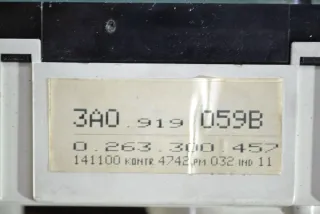 3A0.919 059B
0.263.300.457
141100 KONTR 4742 PM 032 IND 11